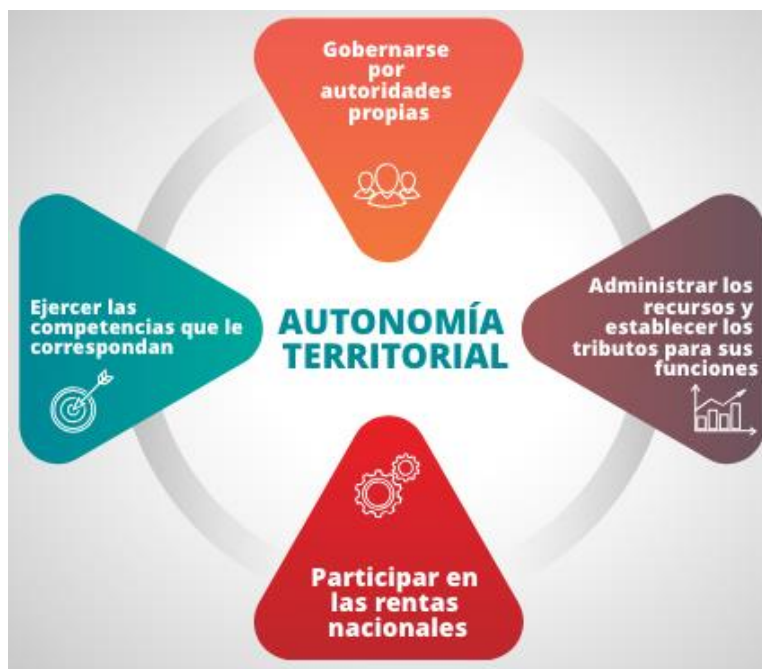 Gobernarse
por
autoridades
propias
Ejercer las
competencias que le
correspondan
AUTONOMÍA
TERRITORIAL
Administrar los
recursos y
establecer los
tributos para sus
funciones
Participar en
las rentas
nacionales